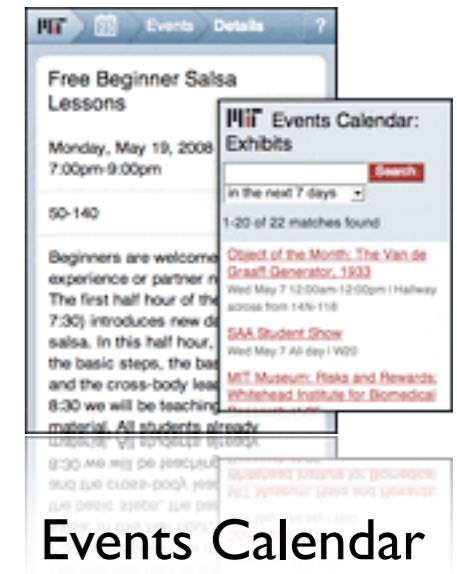 MIT 23 Events Details ?
Free Beginner Salsa
Lessons
Monday, May 19, 2008
7:00pm-9:00pm
50-140
Beginners are welcome
experience or partner n
The first half hour of the
7:30) introduces new da
salsa. In this half hour,
the basic steps, the bas
and the cross-body lead
8:30 we will be teaching
material. All students already
MIT Events Calendar:
Exhibits
Search
in the next 7 days
1-20 of 22 matches found
Object of the Month: The Van de
Graaff Generator, 1933
Wed May 7 12:00am-12:00pm | Hallway
across from 14N-118
SAA Student Show
Wed May 7 All day | W20
MIT Museum: Risks and Rewards:
Whitehead Institute for Biomedical
Events Calendar